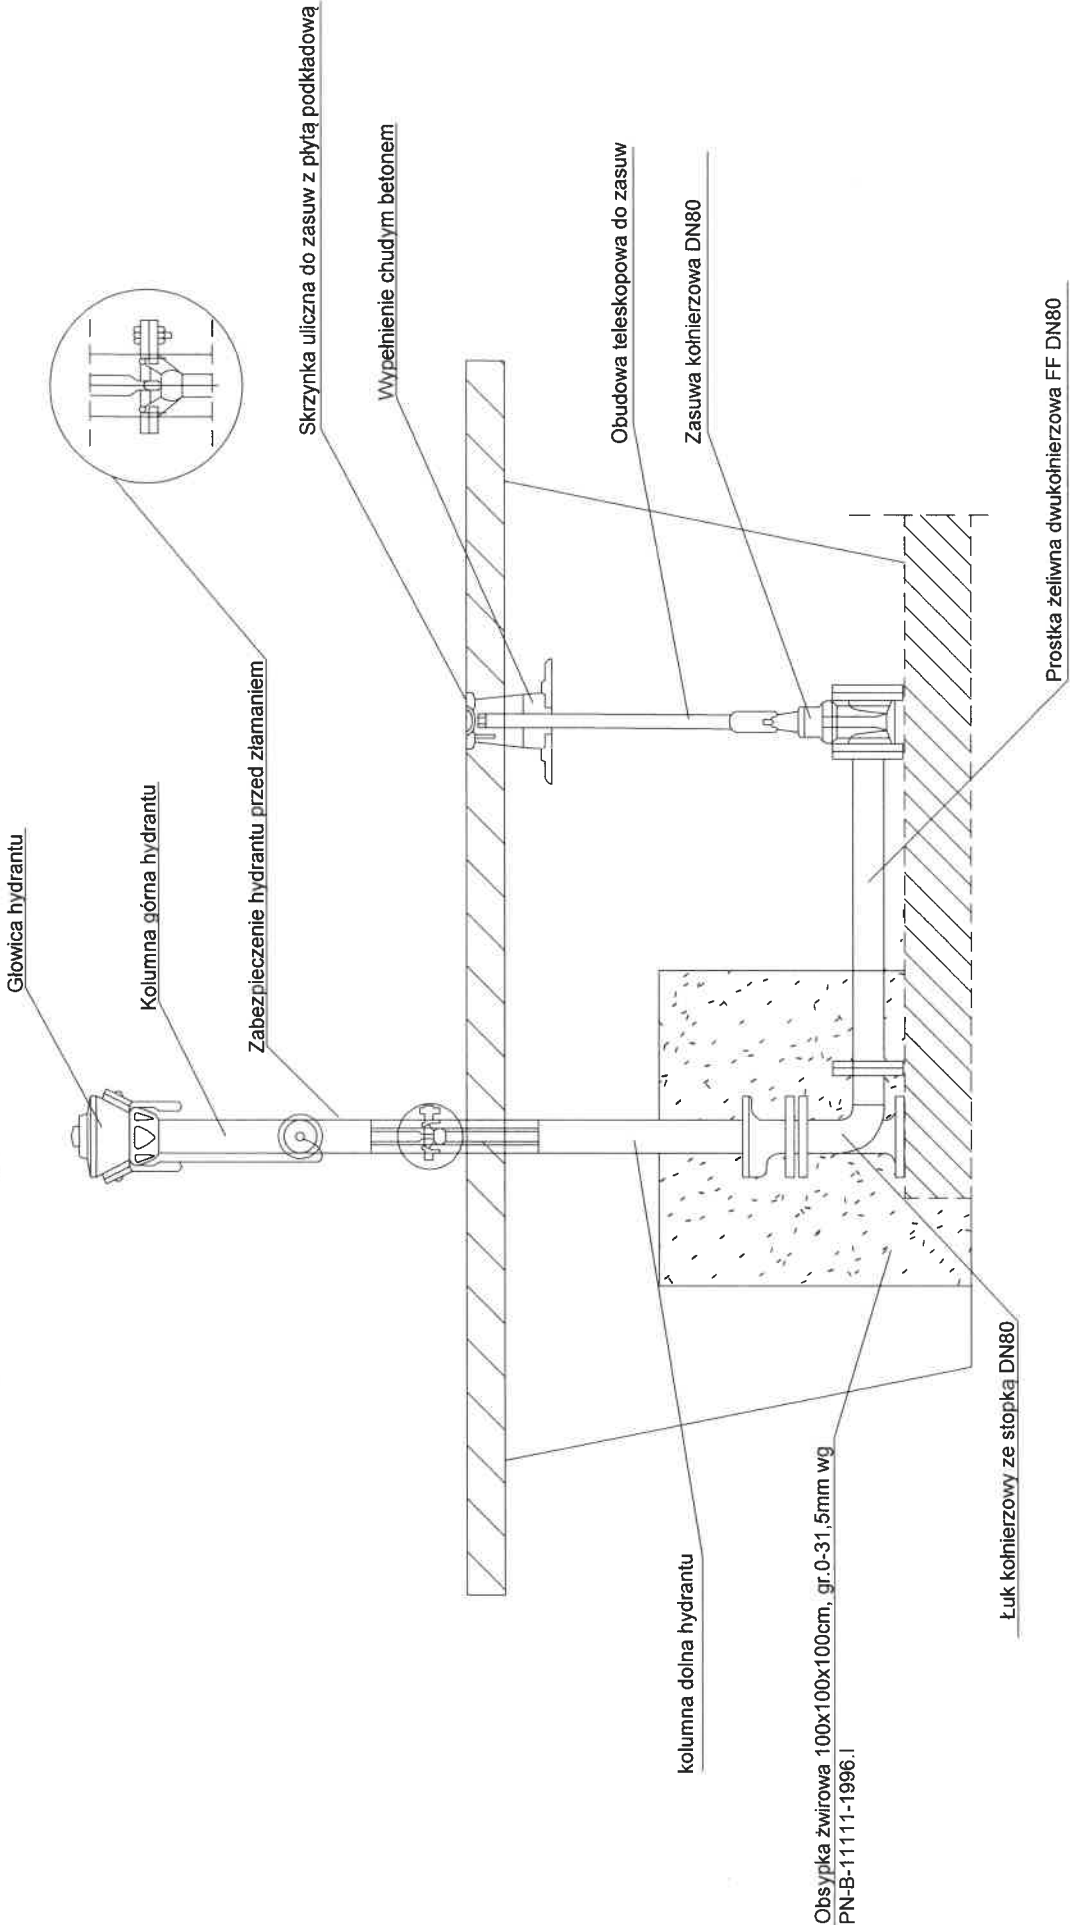 Głowica hydrantu
Kolumna górna hydrantu
Zabezpieczenie hydrantu przed złamaniem
Skrzynka uliczna do zasuw z płytą podkładową
Wypełnienie chudym betonem
Obudowa teleskopowa do zasuw
Zasuwa kołnierzowa DN80
Prostka żeliwna dwukołnierzowa FF DN80
kolumna dolna hydrantu
Obsypka żwirowa 100x100x100cm, gr.0-31,5mm wg
PN-B-11111-1996.I
Łuk kołnierzowy ze stopką DN80